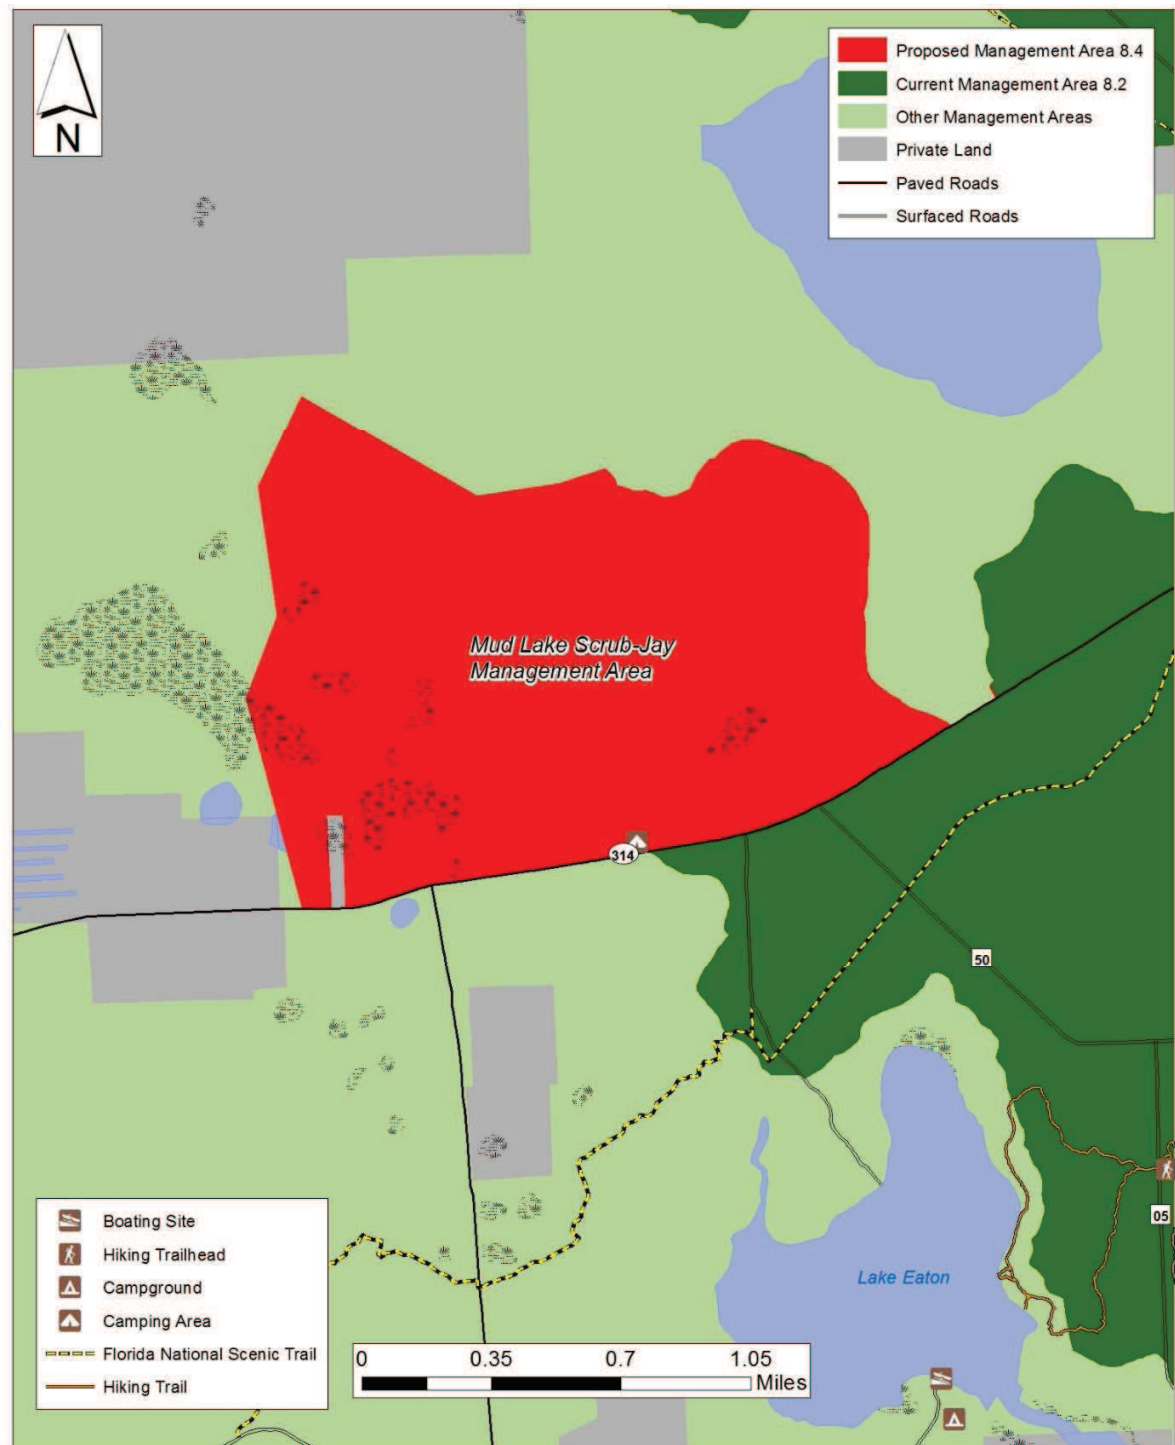 N
Proposed Management Area 8.4
Current Management Area 8.2
Other Management Areas
Private Land
Paved Roads
Surfaced Roads
Mud Lake Scrub-Jay
Management Area
314
50
05
Lake Eaton
Boating Site
Hiking Trailhead
Campground
Camping Area
Florida National Scenic Trail
Hiking Trail
0 0.35 0.7 1.05
Miles